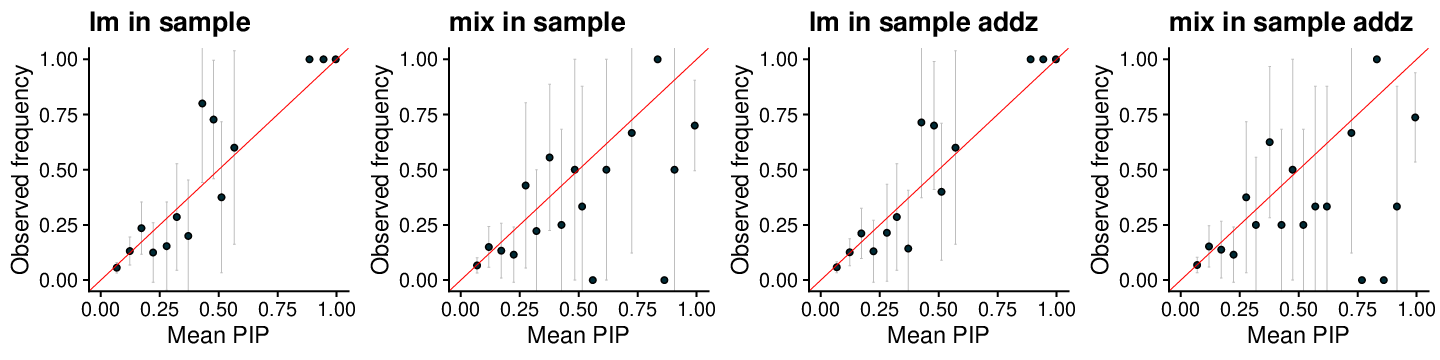 lm in sample
Observed frequency
1.00
0.75
0.50
0.25
0.00
0.00 0.25 0.50 0.75 1.00
Mean PIP
mix in sample
Observed frequency
1.00
0.75
0.50
0.25
0.00
0.00 0.25 0.50 0.75 1.00
Mean PIP
lm in sample addz
Observed frequency
1.00
0.75
0.50
0.25
0.00
0.00 0.25 0.50 0.75 1.00
Mean PIP
mix in sample addz
Observed frequency
1.00
0.75
0.50
0.25
0.00
0.00 0.25 0.50 0.75 1.00
Mean PIP